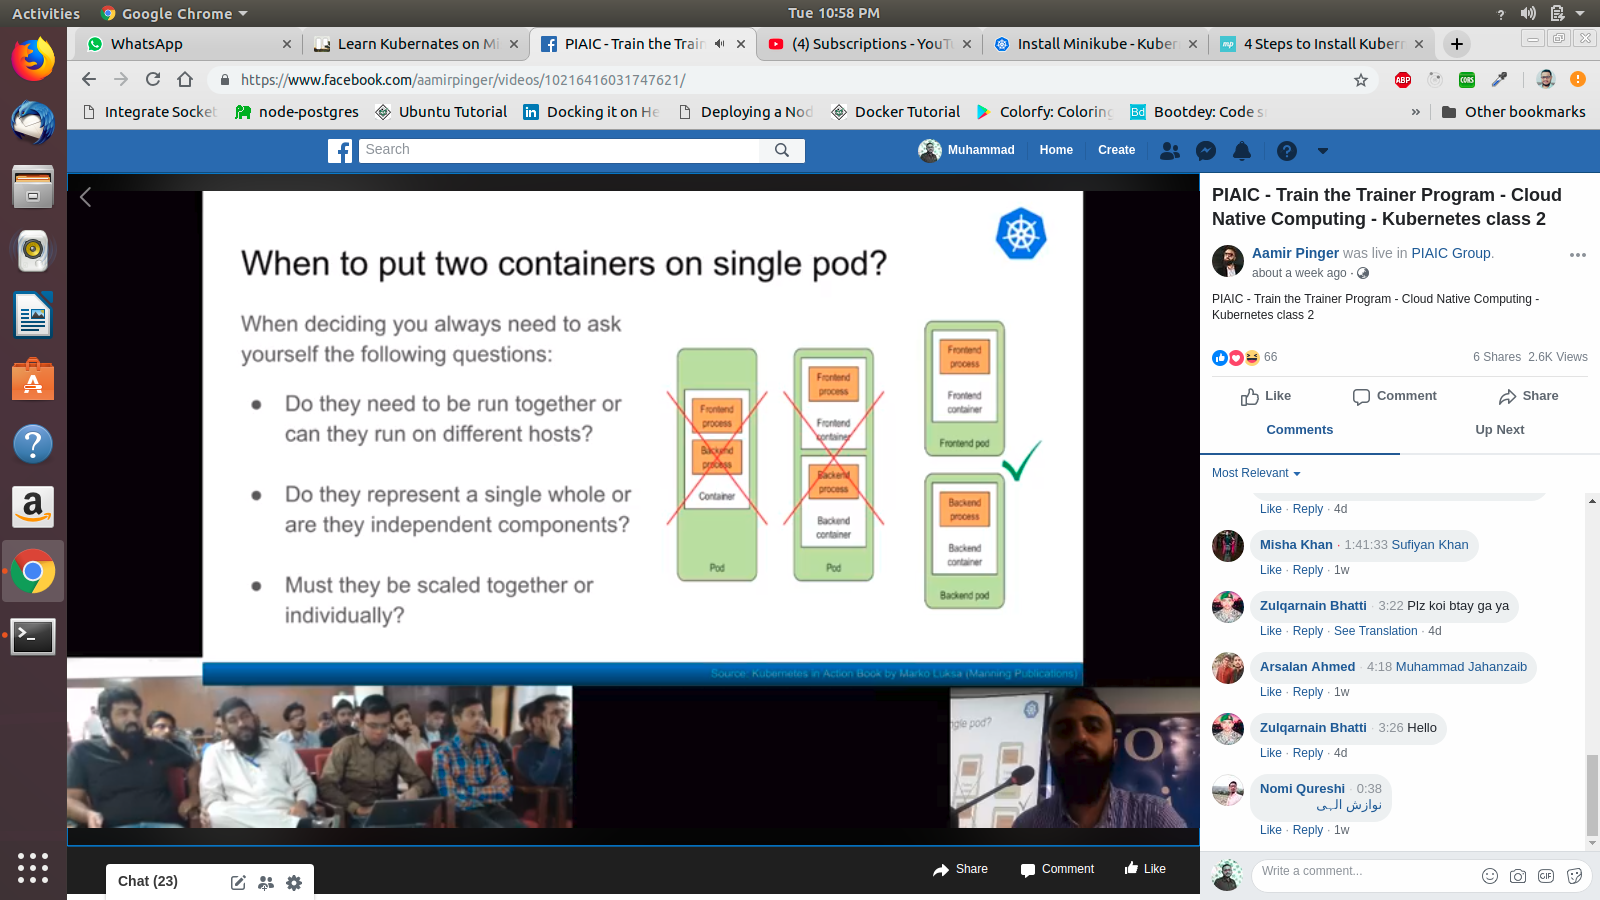 Activities
Google Chrome
Tue 10:58 PM
WhatsApp
Learn Kubernates on Mi
PIAIC - Train the Train
(4) Subscriptions - YouTu
Install Minikube - Kuber
4 Steps to Install Kubern
https://www.facebook.com/aamirpinger/videos/10216416031747621/
ABP
CORS
Integrate Socket
node-postgres
Ubuntu Tutorial
Docking it on He
Deploying a Nod
Docker Tutorial
Colorfy: Coloring
Bootdey: Code s
Other bookmarks
Search
Muhammad
Home
Create
When to put two containers on single pod?
When deciding you always need to ask
yourself the following questions:
● Do they need to be run together or
can they run on different hosts?
● Do they represent a single whole or
are they independent components?
● Must they be scaled together or
individually?
Frontend
process
Backend
process
Container
Pod
Frontend
process
Frontend
container
Backend
process
Backend
container
Pod
Frontend
process
Frontend
container
Frontend pod
Backend
process
Backend
container
Backend pod
Source: Kubernetes in Action Book by Marko Luksa (Manning Publications)
ngle pod?
Share
Comment
Like
Chat (23)
PIAIC - Train the Trainer Program - Cloud
Native Computing - Kubernetes class 2
Aamir Pinger was live in PIAIC Group.
about a week ago ·
PIAIC - Train the Trainer Program - Cloud Native Computing -
Kubernetes class 2
66
6 Shares 2.6K Views
Like
Comment
Share
Comments
Up Next
Most Relevant
Like · Reply · 4d
Misha Khan · 1:41:33 Sufiyan Khan
Like · Reply · 1w
Zulqarnain Bhatti · 3:22 Plz koi btay ga ya
Like · Reply · See Translation · 4d
Arsalan Ahmed · 4:18 Muhammad Jahanzaib
Like · Reply · 1w
Zulqarnain Bhatti · 3:26 Hello
Like · Reply · 4d
Nomi Qureshi · 0:38
نوازش الہی
Like · Reply · 1w
Write a comment...
GIF